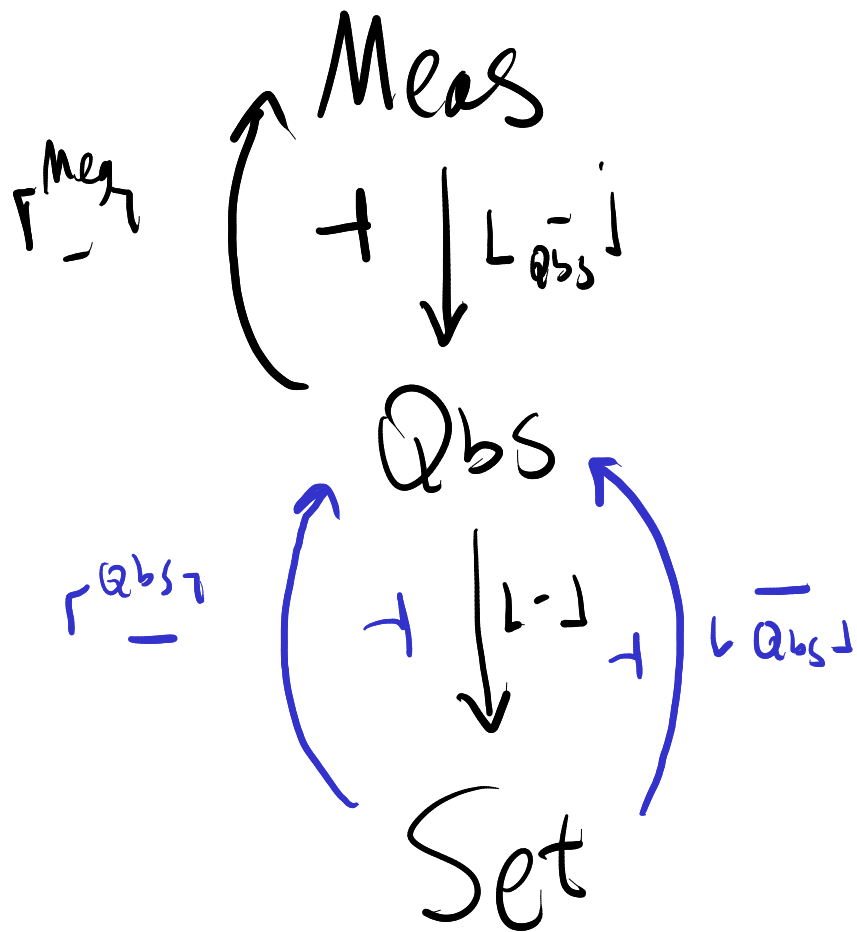 Meas
⌜Meas⌝
-
⊣
⌊-⌋
Qbs
Qbs
⌜Qbs⌝
-
⊣
⌊-⌋
⊣
⌊-⌋
Qbs
Set